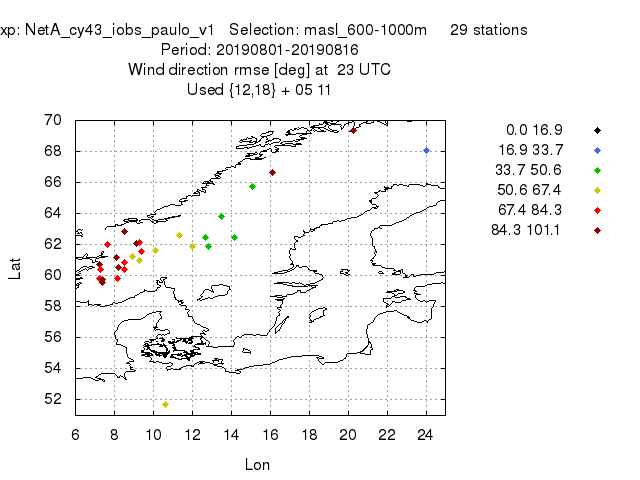 xp: NetA_cy43_iobs_paulo_v1 Selection: masl_600-1000m 29 stations
Period: 20190801-20190816
Wind direction rmse [deg] at 23 UTC
Used {12,18} + 05 11
70
68
66
64
62
60
58
56
54
52
Lat
6 8 10 12 14 16 18 20 22 24
Lon
0.0 16.9
16.9 33.7
33.7 50.6
50.6 67.4
67.4 84.3
84.3 101.1